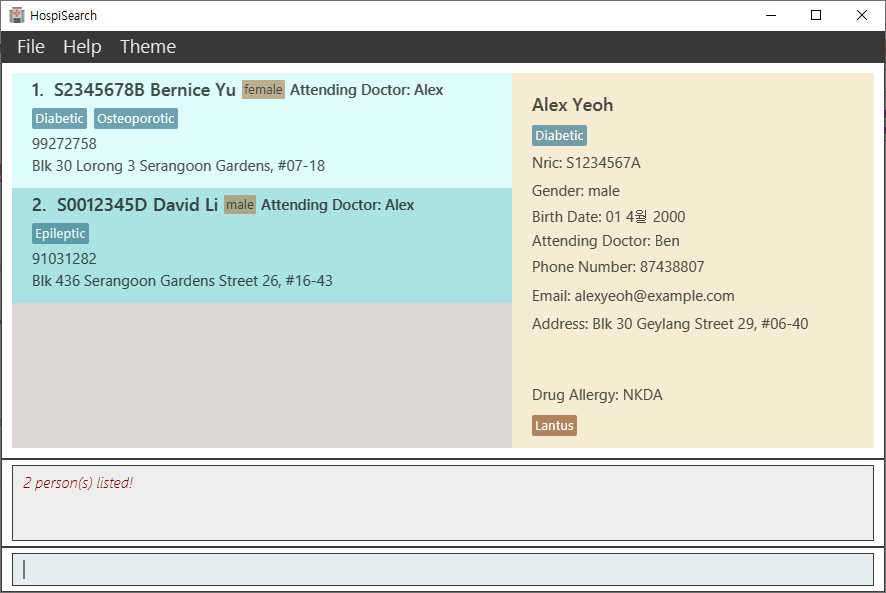 HospiSearch
File Help Theme
1. S2345678B Bernice Yu female Attending Doctor: Alex
Diabetic Osteoporotic
99272758
Blk 30 Lorong 3 Serangoon Gardens, #07-18
2. S0012345D David Li male Attending Doctor: Alex
Epileptic
91031282
Blk 436 Serangoon Gardens Street 26, #16-43
Alex Yeoh
Diabetic
Nric: S1234567A
Gender: male
Birth Date: 01 4월 2000
Attending Doctor: Ben
Phone Number: 87438807
Email: alexyeoh@example.com
Address: Blk 30 Geylang Street 29, #06-40
Drug Allergy: NKDA
Lantus
2 person(s) listed!